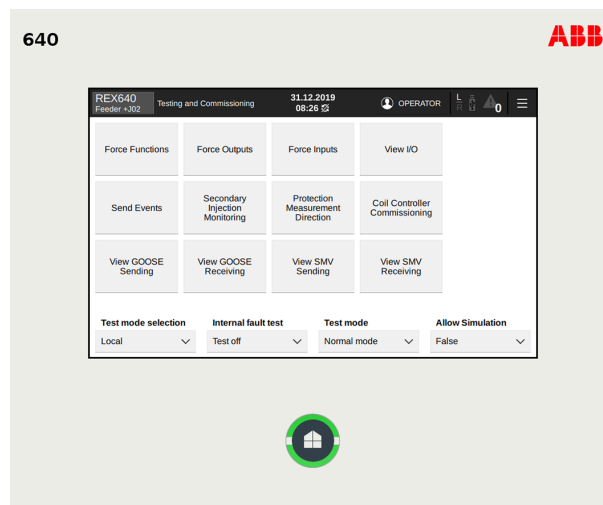 640
ABB
REX640
Feeder +J02
Testing and Commissioning
31.12.2019
08:26
OPERATOR
L
R
0
Force Functions
Force Outputs
Force Inputs
View I/O
Send Events
Secondary
Injection
Monitoring
Protection
Measurement
Direction
Coil Controller
Commissioning
View GOOSE
Sending
View GOOSE
Receiving
View SMV
Sending
View SMV
Receiving
Test mode selection
Internal fault test
Test mode
Allow Simulation
Local
Test off
Normal mode
False